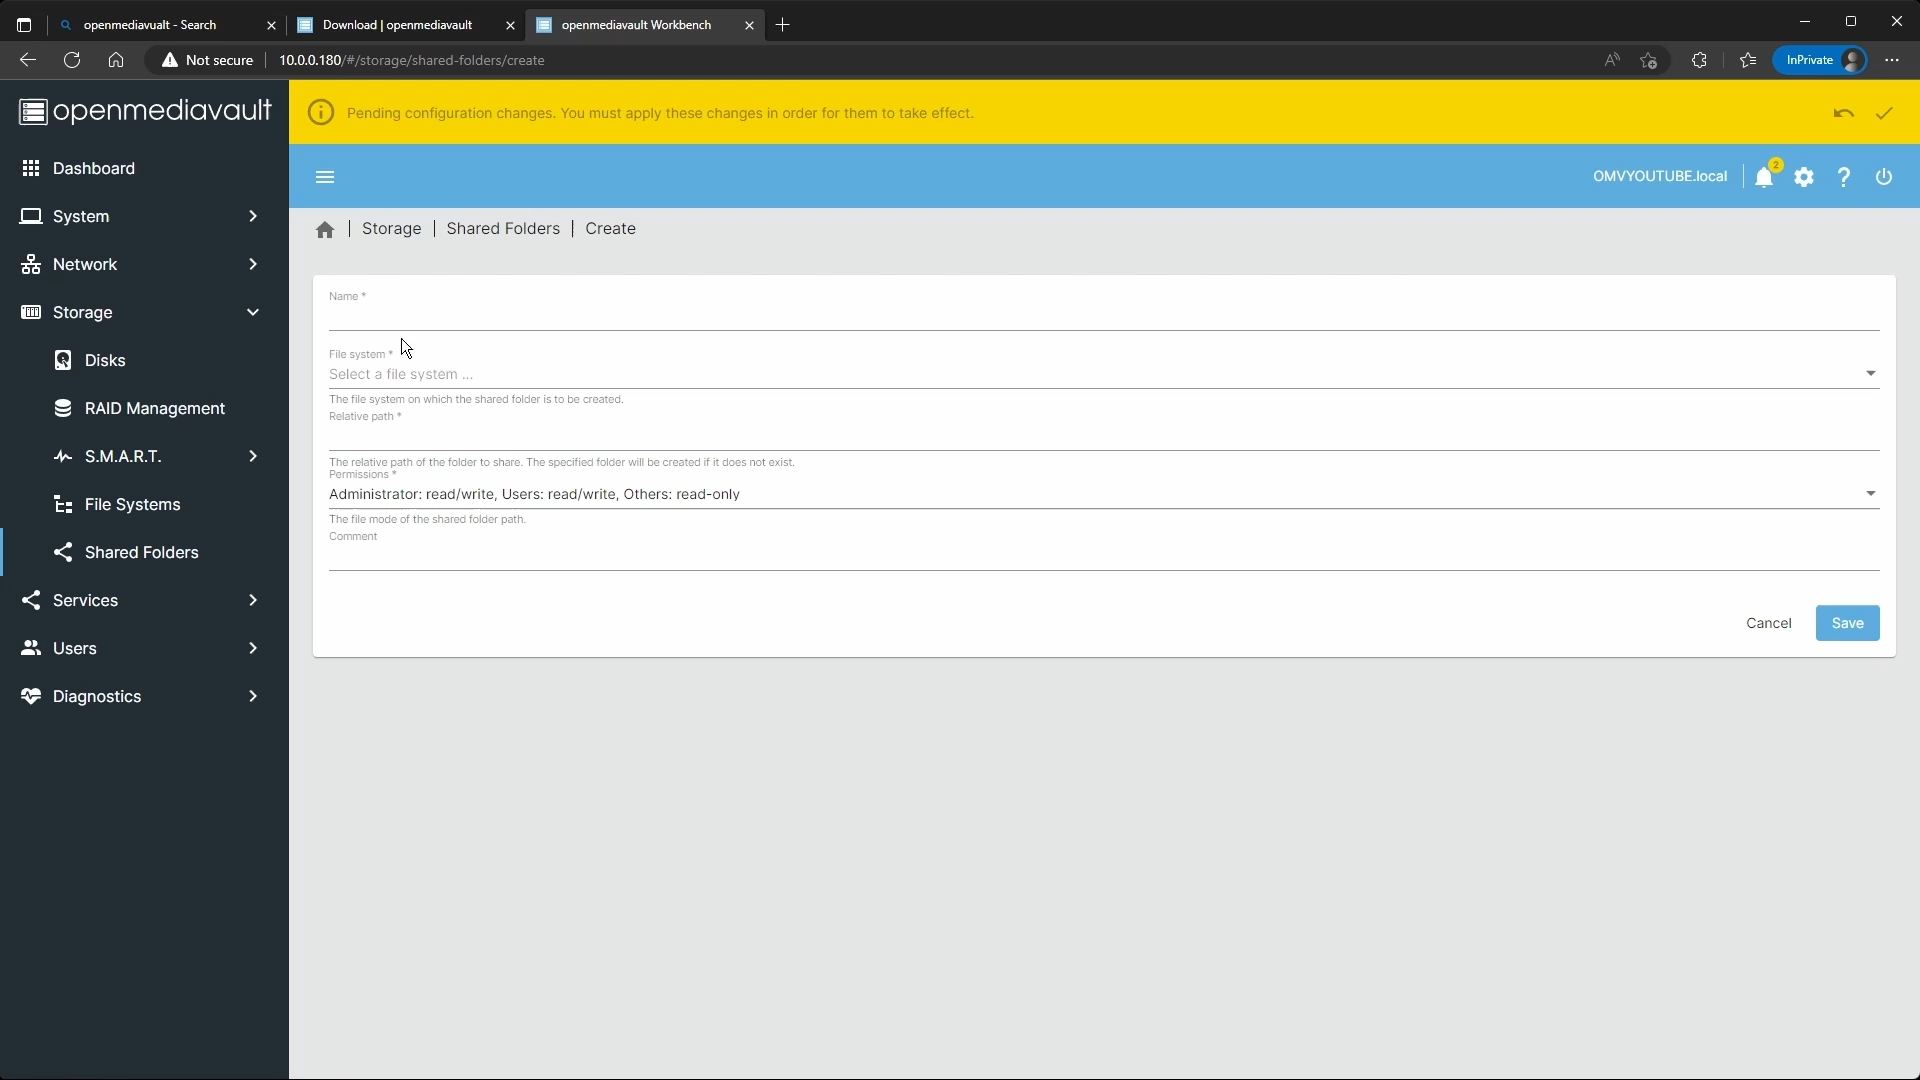 openmediavualt - Search
Download | openmediavault
openmediavault Workbench
Not secure
10.0.0.180/#/storage/shared-folders/create
InPrivate
openmediavault
Pending configuration changes. You must apply these changes in order for them to take effect.
Dashboard
System
Network
Storage
Disks
RAID Management
S.M.A.R.T.
File Systems
Shared Folders
Services
Users
Diagnostics
OMVYOUTUBE.local
2
Storage | Shared Folders | Create
Name *
File system *
Select a file system ...
The file system on which the shared folder is to be created.
Relative path *
The relative path of the folder to share. The specified folder will be created if it does not exist.
Permissions *
Administrator: read/write, Users: read/write, Others: read-only
The file mode of the shared folder path.
Comment
Cancel
Save